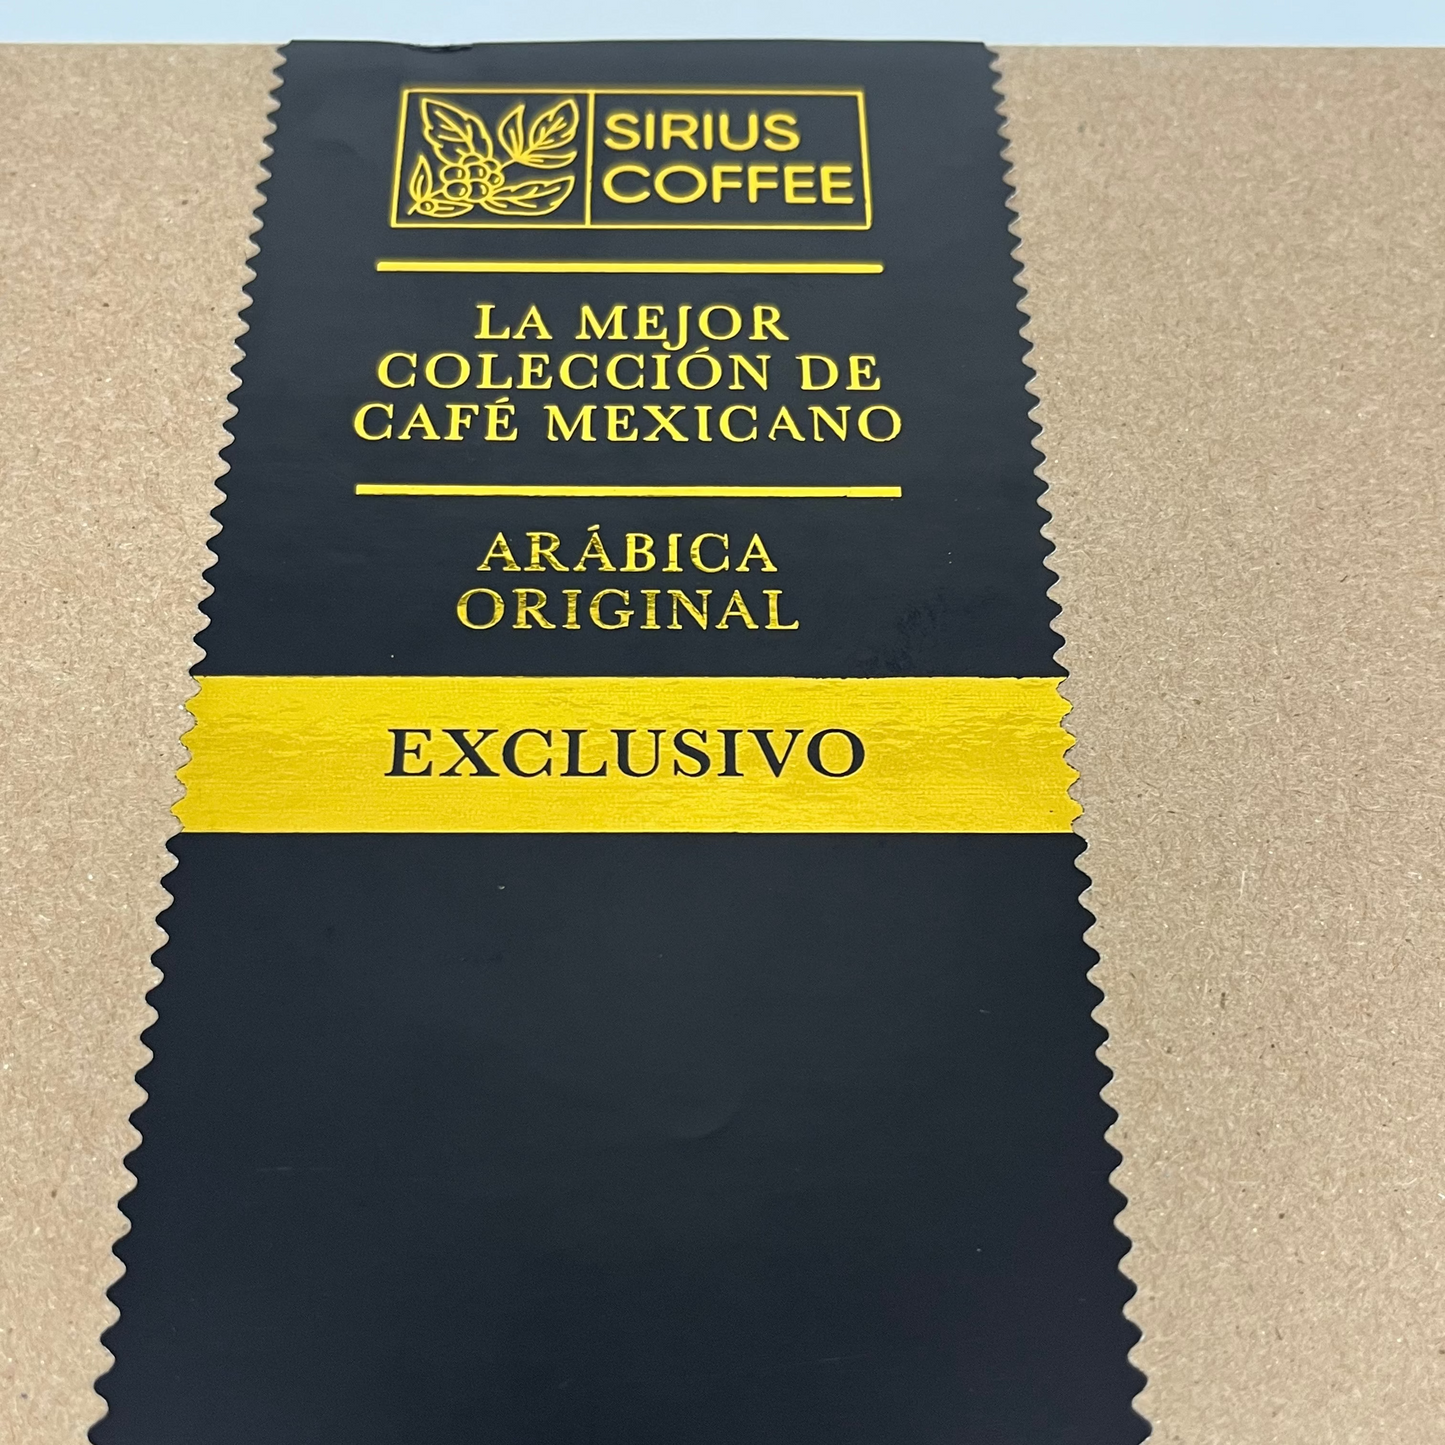 SIRIUS
COFFEE
LA MEJOR
COLECCIÓN DE
CAFÉ MEXICANO
ARÁBICA
ORIGINAL
EXCLUSIVO